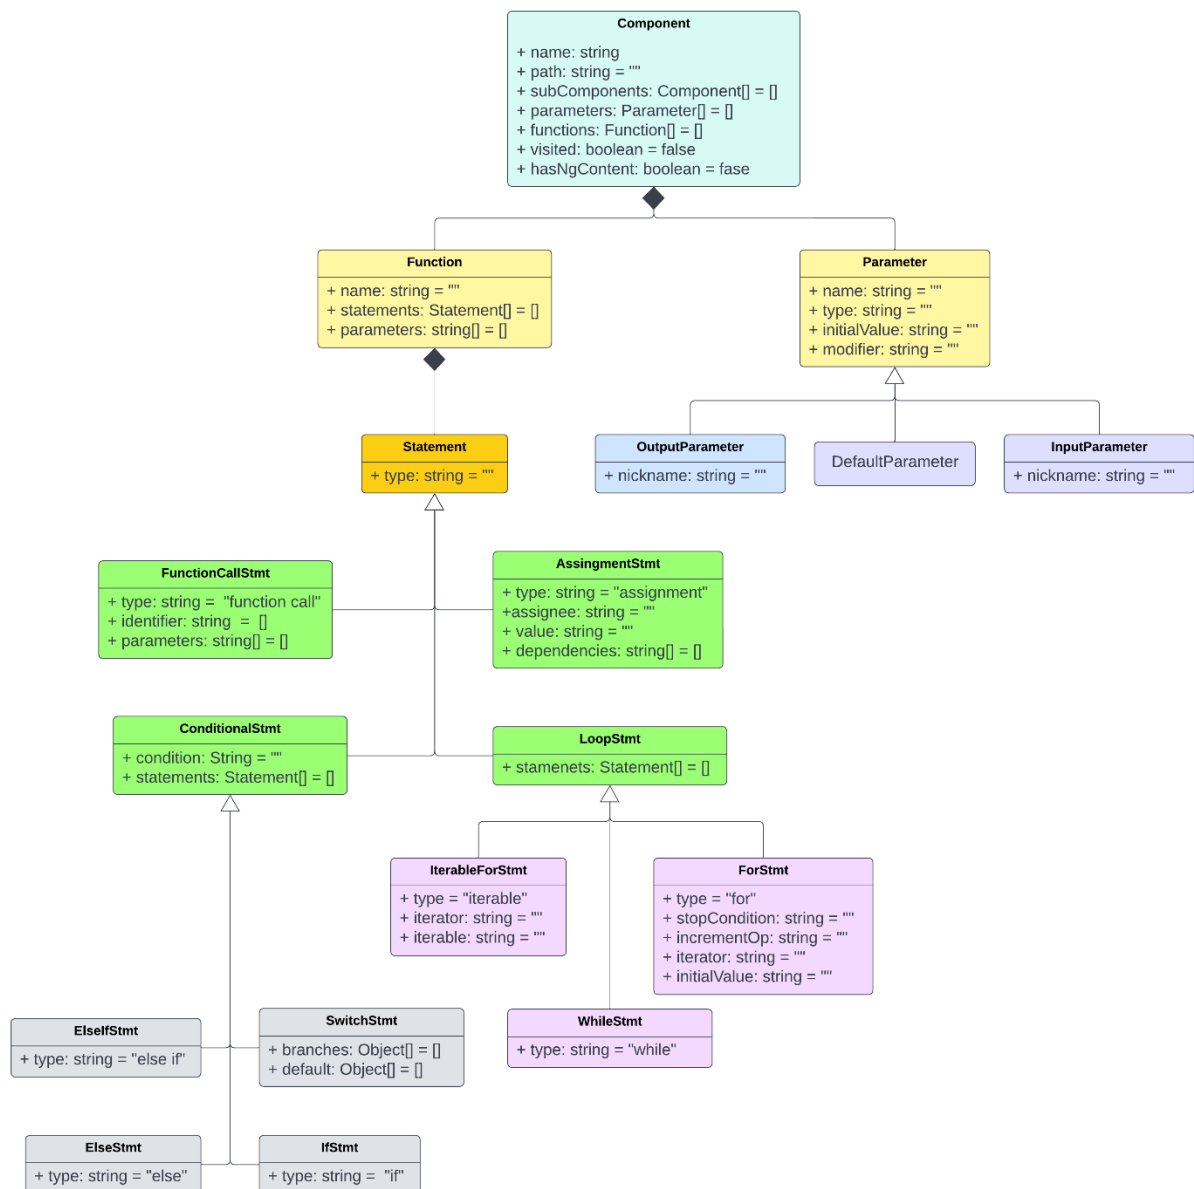 Component
+ name: string
+ path: string = ""
+ subComponents: Component[] = []
+ parameters: Parameter[] = []
+ functions: Function[] = []
+ visited: boolean = false
+ hasNgContent: boolean = fase
Function
+ name: string = ""
+ statements: Statement[] = []
+ parameters: string[] = []
Parameter
+ name: string = ""
+ type: string = ""
+ initialValue: string = ""
+ modifier: string = ""
Statement
+ type: string = ""
OutputParameter
+ nickname: string = ""
DefaultParameter
InputParameter
+ nickname: string = ""
FunctionCallStmt
+ type: string =  "function call"
+ identifier: string  =  []
+ parameters: string[] = []
AssingmentStmt
+ type: string = "assignment"
+assignee: string = ""
+ value: string = ""
+ dependencies: string[] = []
ConditionalStmt
+ condition: String = ""
+ statements: Statement[] = []
LoopStmt
+ stamenets: Statement[] = []
IterableForStmt
+ type = "iterable"
+ iterator: string = ""
+ iterable: string = ""
ForStmt
+ type = "for"
+ stopCondition: string = ""
+ incrementOp: string = ""
+ iterator: string = ""
+ initialValue: string = ""
WhileStmt
+ type: string = "while"
ElseIfStmt
+ type: string = "else if"
SwitchStmt
+ branches: Object[] = []
+ default: Object[] = []
ElseStmt
+ type: string = "else"
IfStmt
+ type: string =  "if"